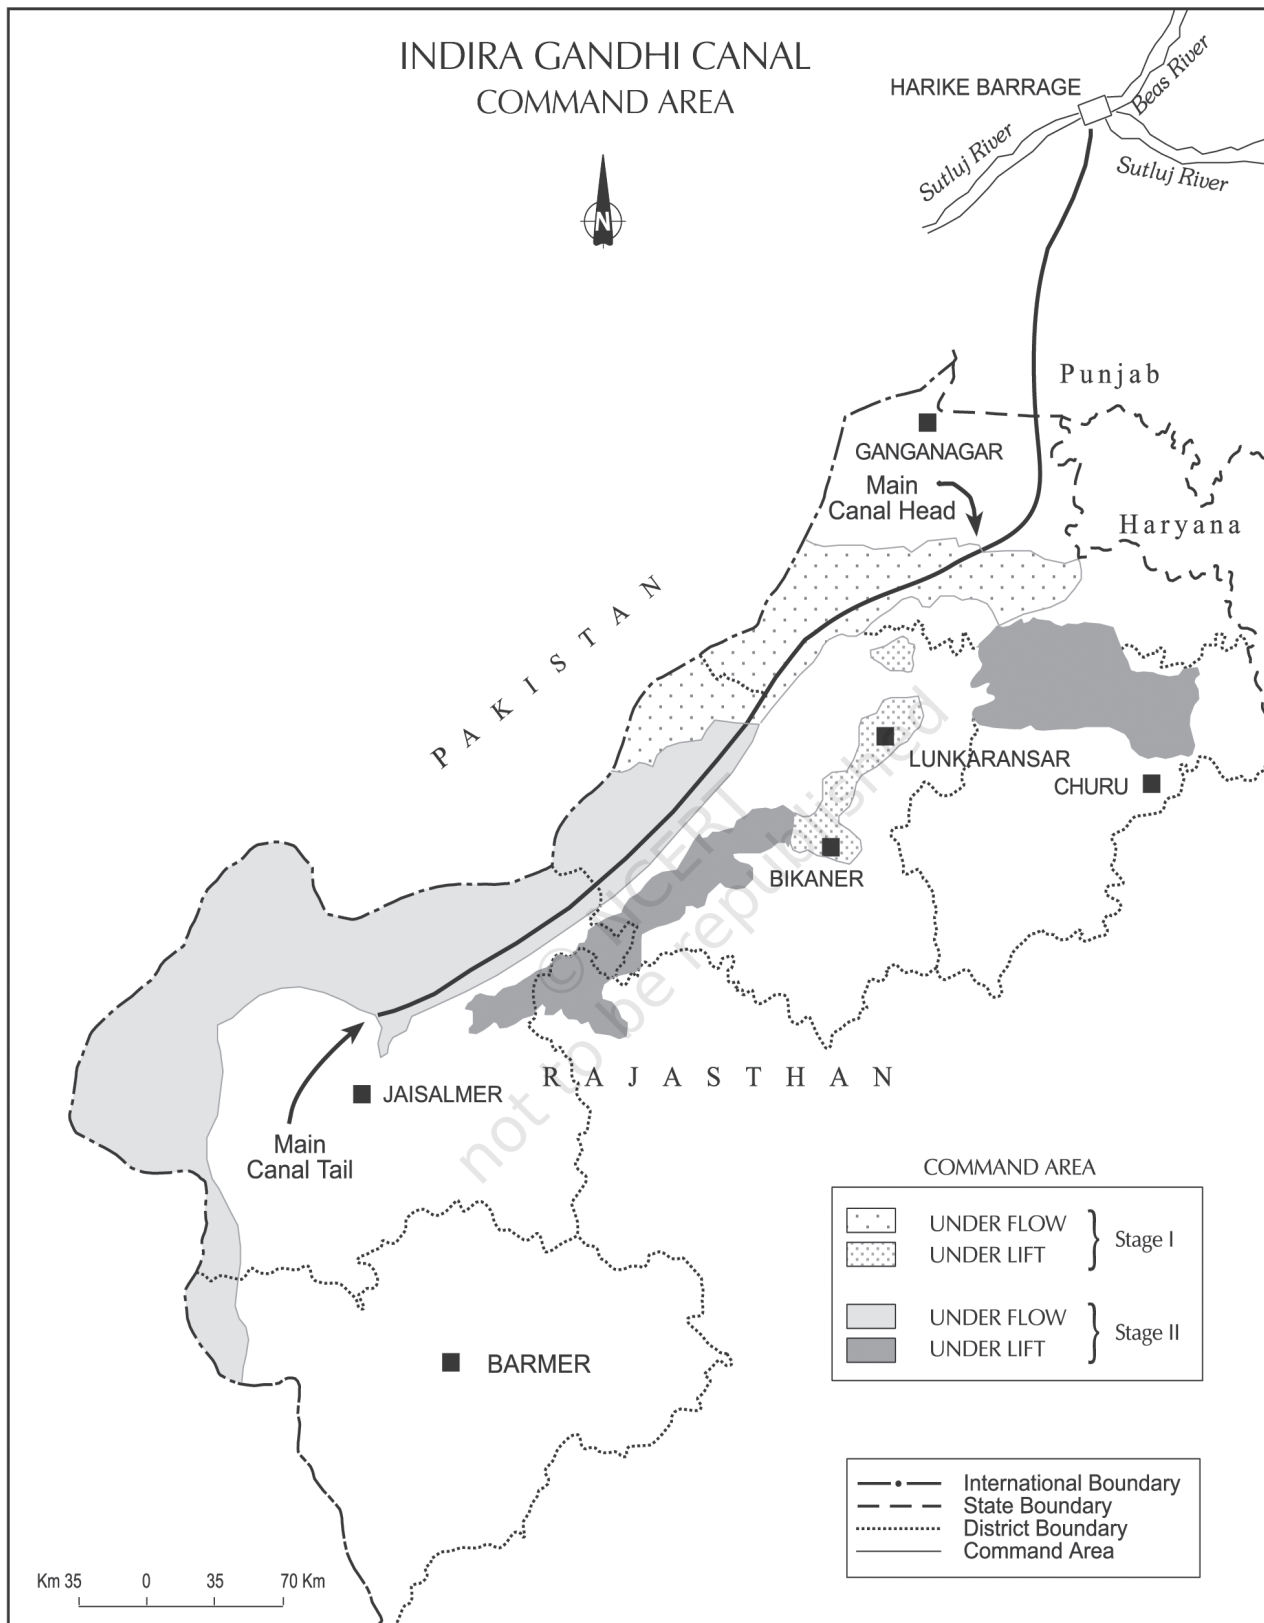 INDIRA GANDHI CANAL
COMMAND AREA
HARIKE BARRAGE
Beas River
Sutluj River
Sutluj River
N
Punjab
GANGANAGAR
Main
Canal Head
Haryana
PAKISTAN
LUNKARANSAR
CHURU
BIKANER
© NCERT
not to be republished
RAJASTHAN
JAISALMER
Main
Canal Tail
BARMER
COMMAND AREA
UNDER FLOW
UNDER LIFT
Stage I
UNDER FLOW
UNDER LIFT
Stage II
International Boundary
State Boundary
District Boundary
Command Area
Km 35 0 35 70 Km